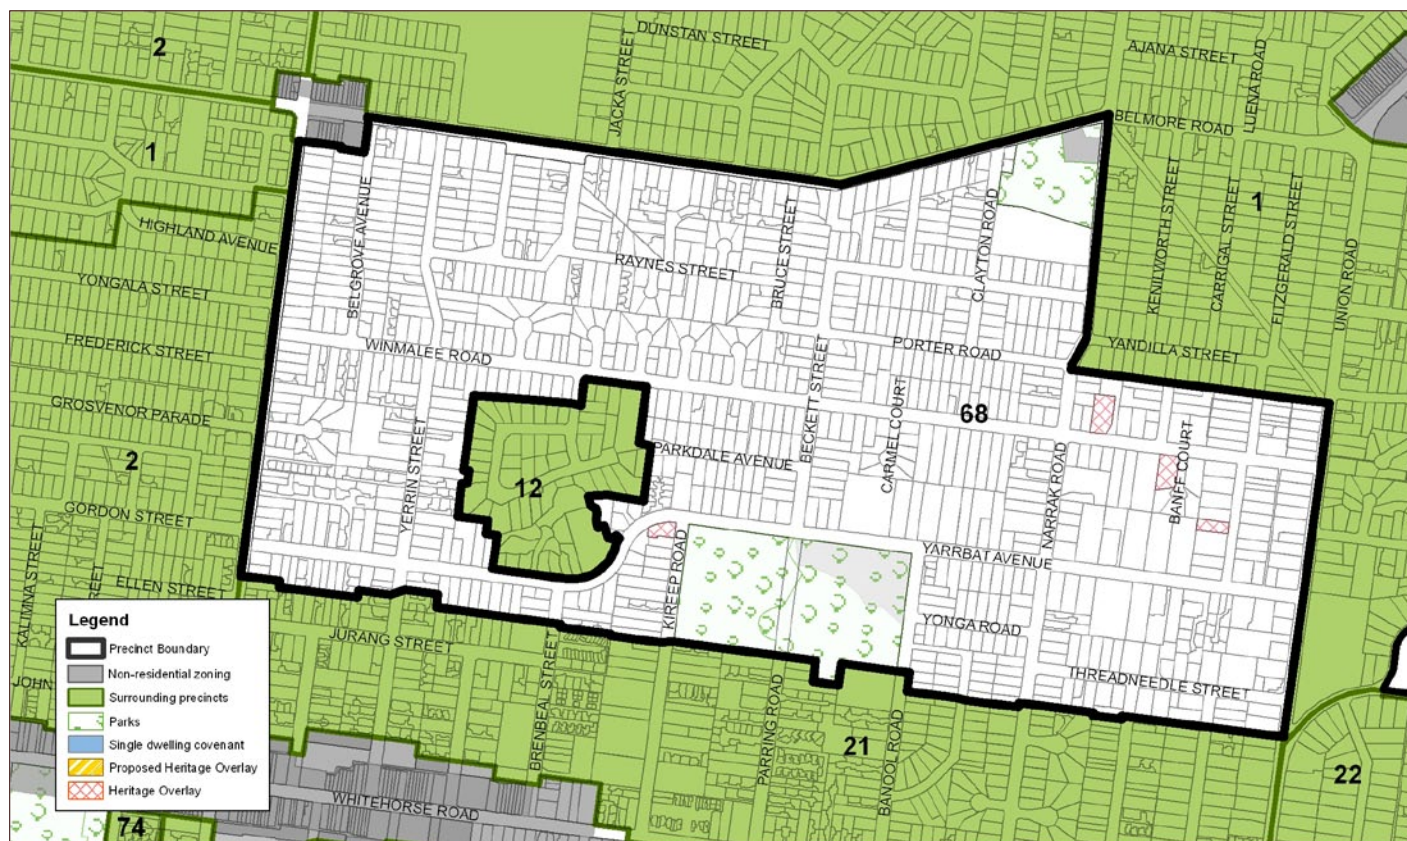 2
DUNSTAN STREET
JACKA STREET
AJANA STREET
LUENA ROAD
BELMORE ROAD
1
HIGHLAND AVENUE
YONGALA STREET
FREDERICK STREET
GROSVENOR PARADE
2
GORDON STREET
ELLEN STREET
KALIMNA STREET
STREET
JOHN
BELGROVE AVENUE
RAYNES STREET
BRUCE STREET
CLAYTON ROAD
KENILWORTH STREET
CARRIGAL STREET
1
FITZGERALD STREET
UNION ROAD
YANDILLA STREET
WINMALEE ROAD
PORTER ROAD
BECKETT STREET
CARMEL COURT
68
YERRIN STREET
12
PARKDALE AVENUE
NARRAK ROAD
BANFF COURT
YARRBAT AVENUE
KIREEP ROAD
YONGA ROAD
THREADNEEDLE STREET
JURANG STREET
BRENBEAL STREET
PARRING ROAD
21
BANOOL ROAD
22
WHITEHORSE ROAD
74
Legend
Precinct Boundary
Non-residential zoning
Surrounding precincts
Parks
Single dwelling covenant
Proposed Heritage Overlay
Heritage Overlay